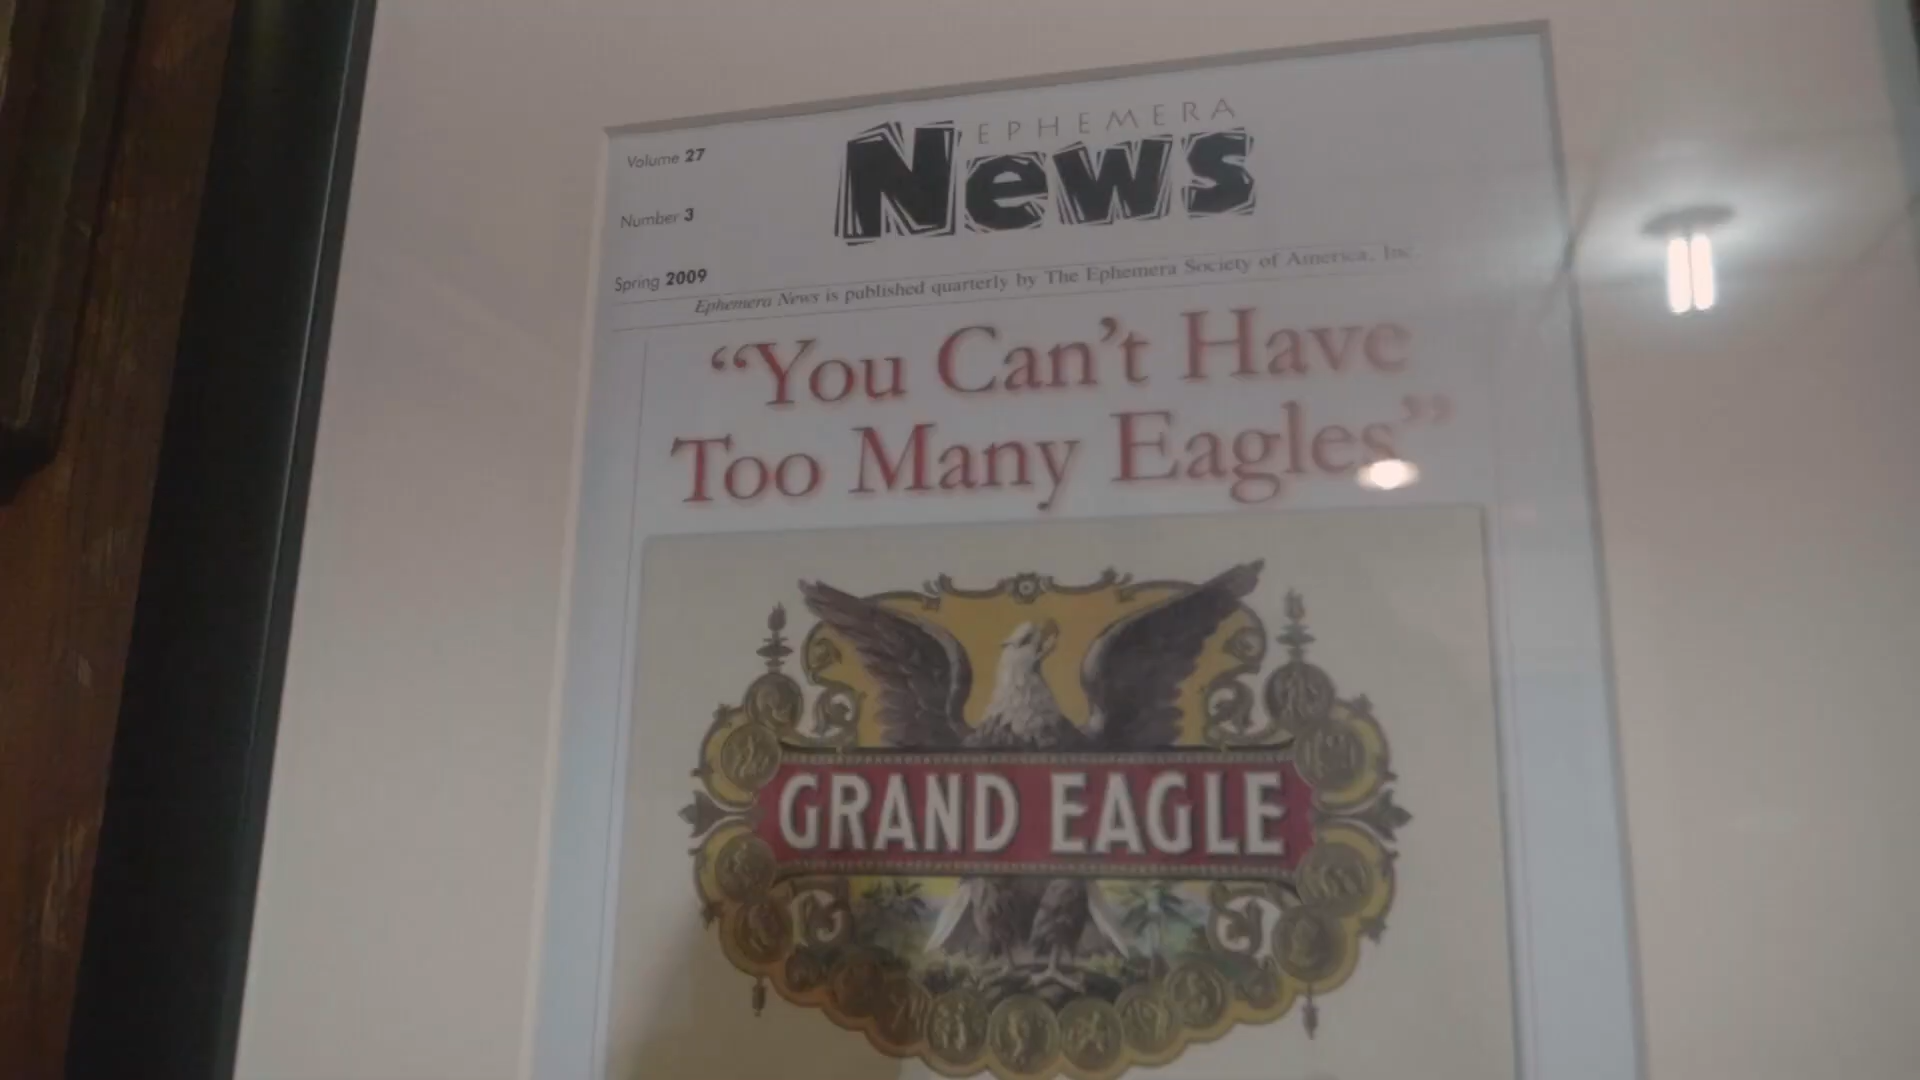 Volume 27
EPHEMERA
News
Number 3
Spring 2009
Ephemera News is published quarterly by The Ephemera Society of America, Inc.
“You Can’t Have
Too Many Eagles”
GRAND EAGLE